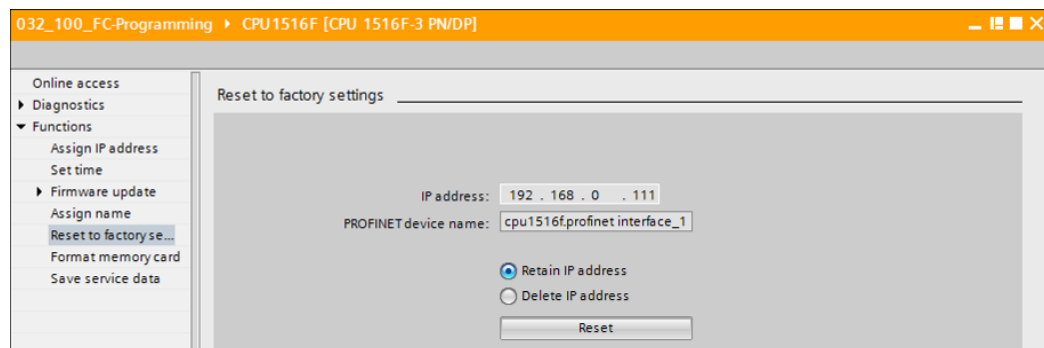 032_100_FC-Programming ▸ CPU1516F [CPU 1516F-3 PN/DP]
Online access
Diagnostics
Functions
Assign IP address
Set time
Firmware update
Assign name
Reset to factory se...
Format memory card
Save service data
Reset to factory settings
IP address: 192 . 168 . 0 . 111
PROFINET device name: cpu1516f.profinet interface_1
Retain IP address
Delete IP address
Reset